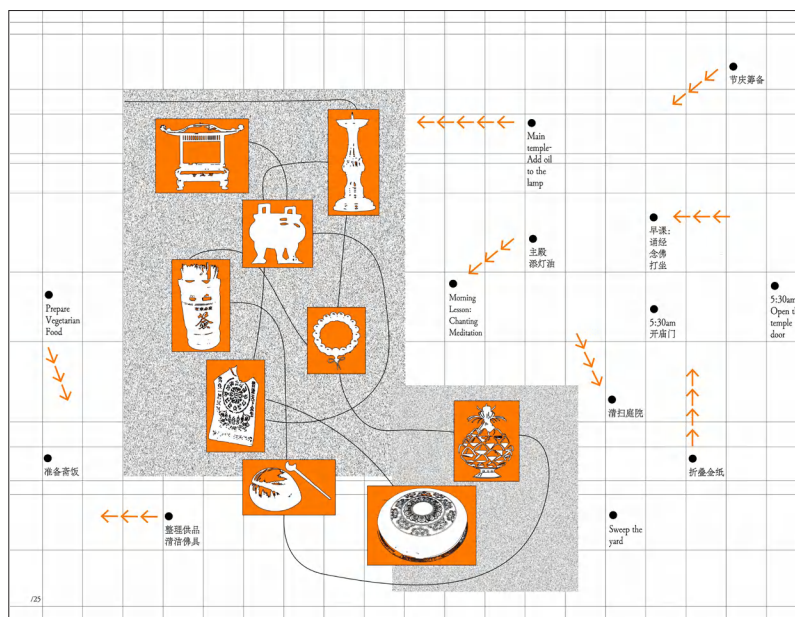 节庆筹备
Main
temple-
Add oil
to the
lamp
早课：
诵经
念佛
打坐
主殿
添灯油
Morning
Lesson:
Chanting
Meditation
Prepare
Vegetarian
Food
5:30am
开庙门
5:30am
Open th
temple
door
清扫庭院
准备斋饭
折叠金纸
整理供品
清洁佛具
Sweep the
yard
/25